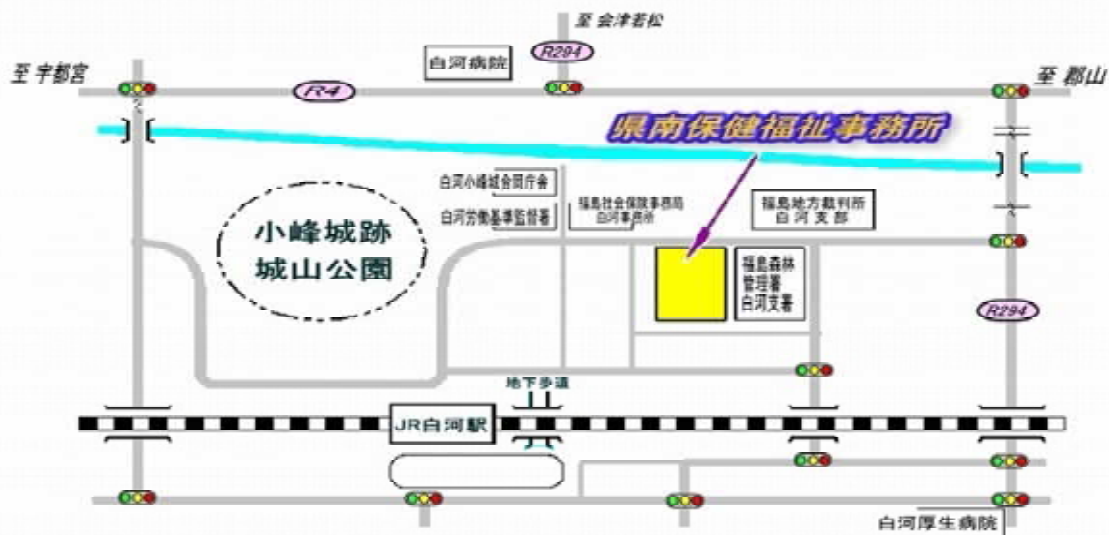 至 会津若松
R294
白河病院
至 宇都宮
R4
至 郡山
県南保健福祉事務所
白河小峰城合同庁舎
福島社会保険事務局
白河事務所
白河労働基準監督署
福島地方裁判所
白河支部
小峰城跡
城山公園
福島森林
管理署
白河支署
R294
地下歩道
JR白河駅
白河厚生病院